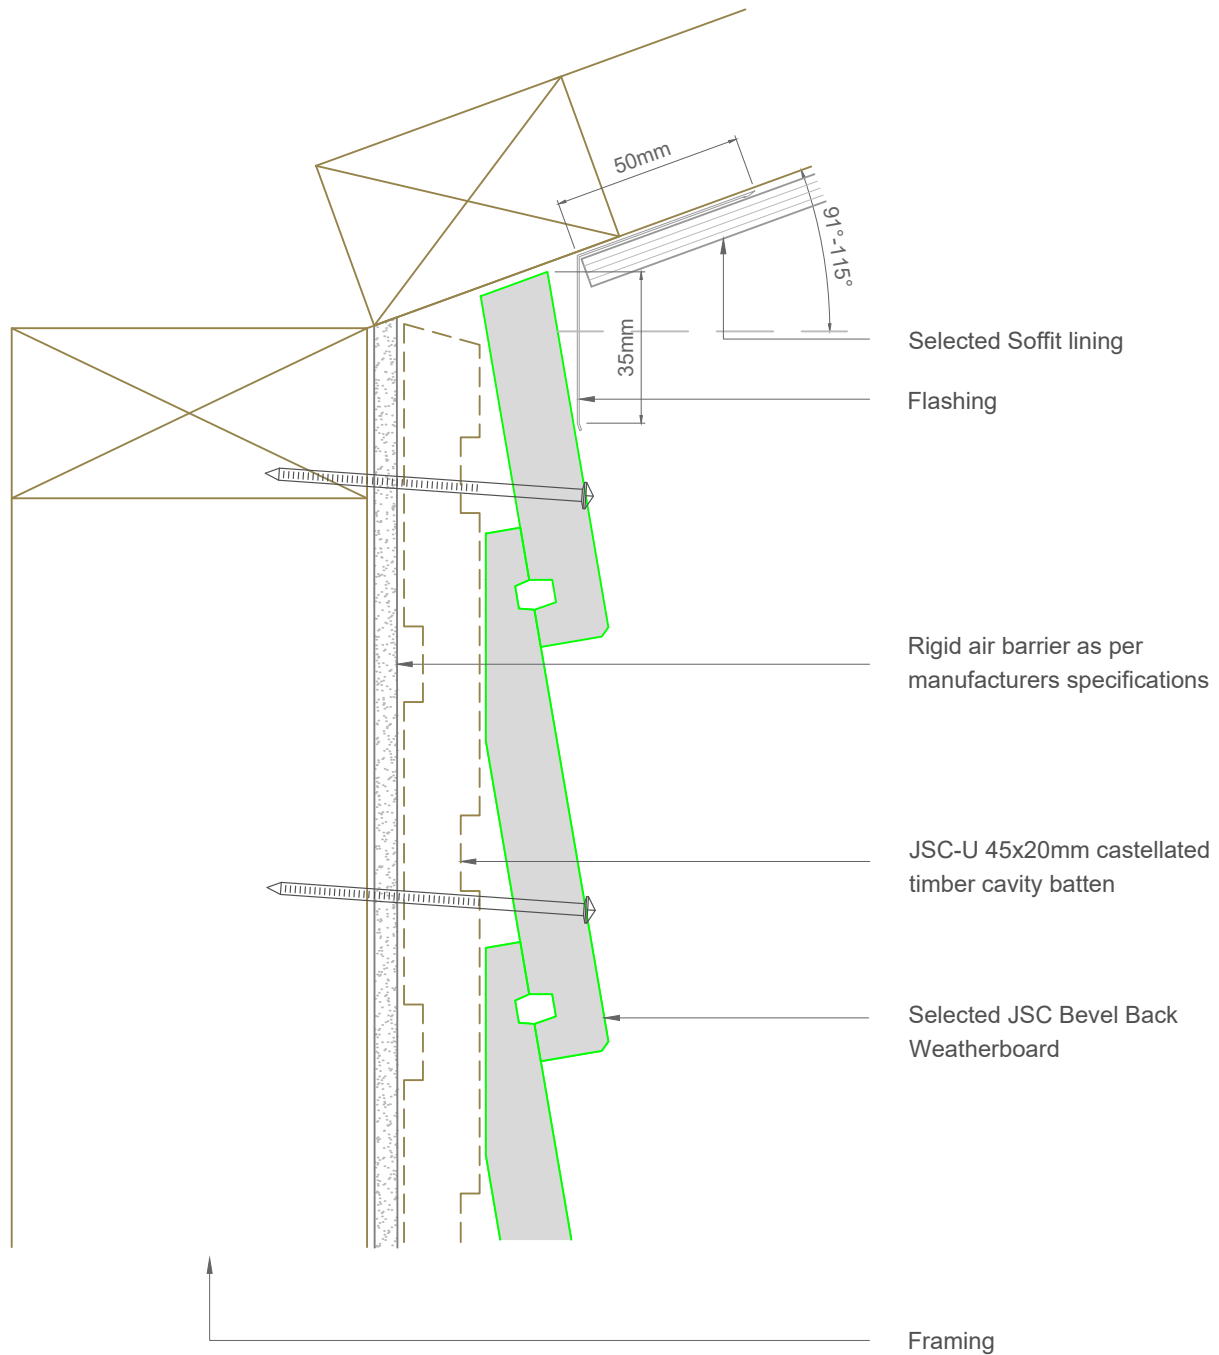 50mm
91°-115°
35mm
Selected Soffit lining
Flashing
Rigid air barrier as per
manufacturers specifications
JSC-U 45x20mm castellated
timber cavity batten
Selected JSC Bevel Back
Weatherboard
Framing